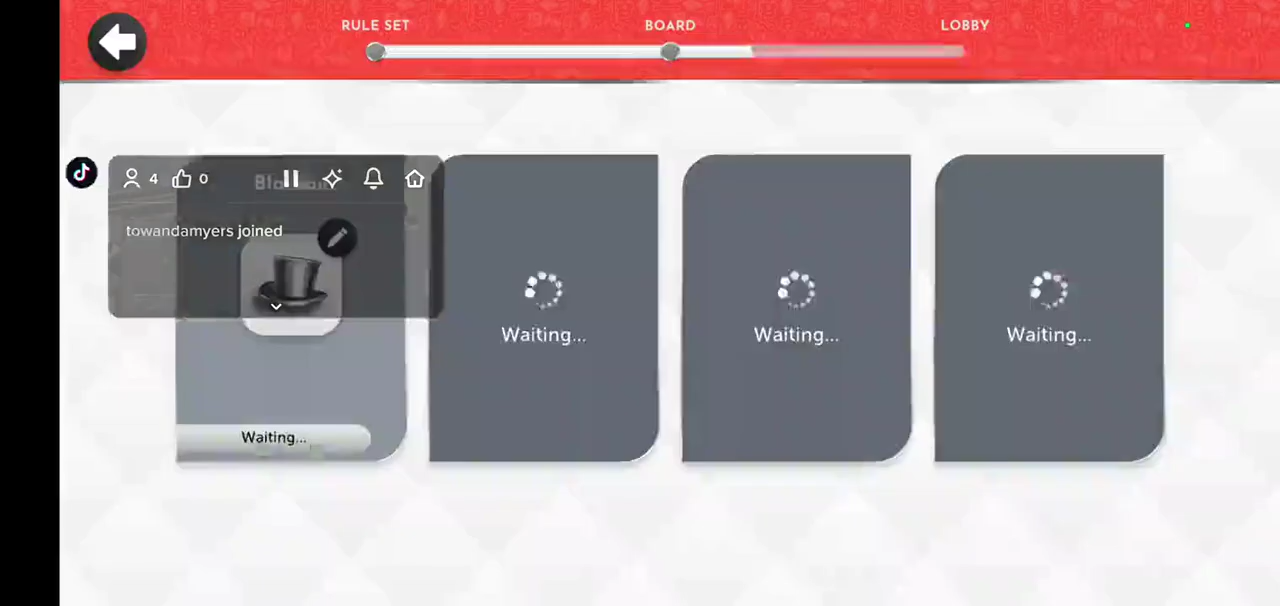 RULE SET
BOARD
LOBBY
4
0
towandamyers joined
Waiting...
Waiting...
Waiting...
Waiting...